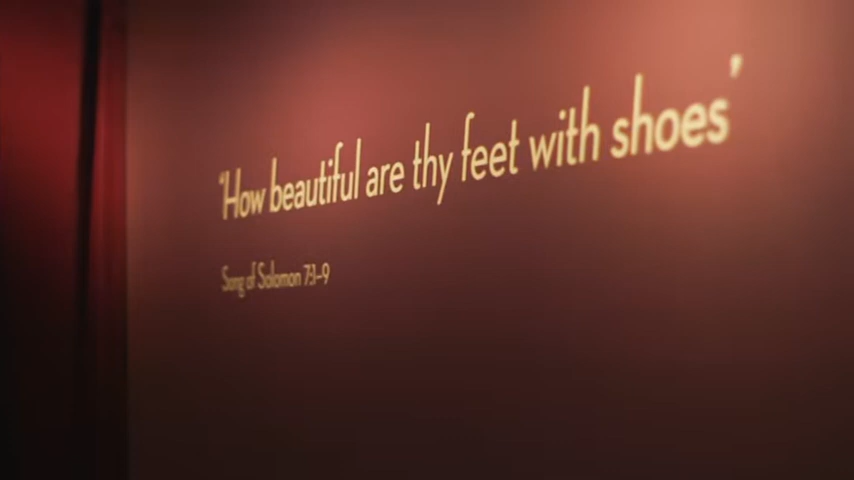 ‘How beautiful are thy feet with shoes’
Song of Solomon 7:1–9